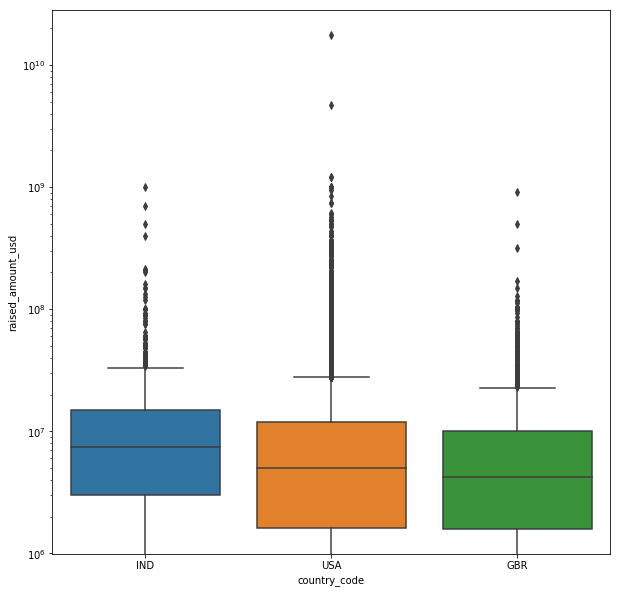 raised_amount_usd
10¹⁰
10⁹
10⁸
10⁷
10⁶
IND USA GBR
country_code